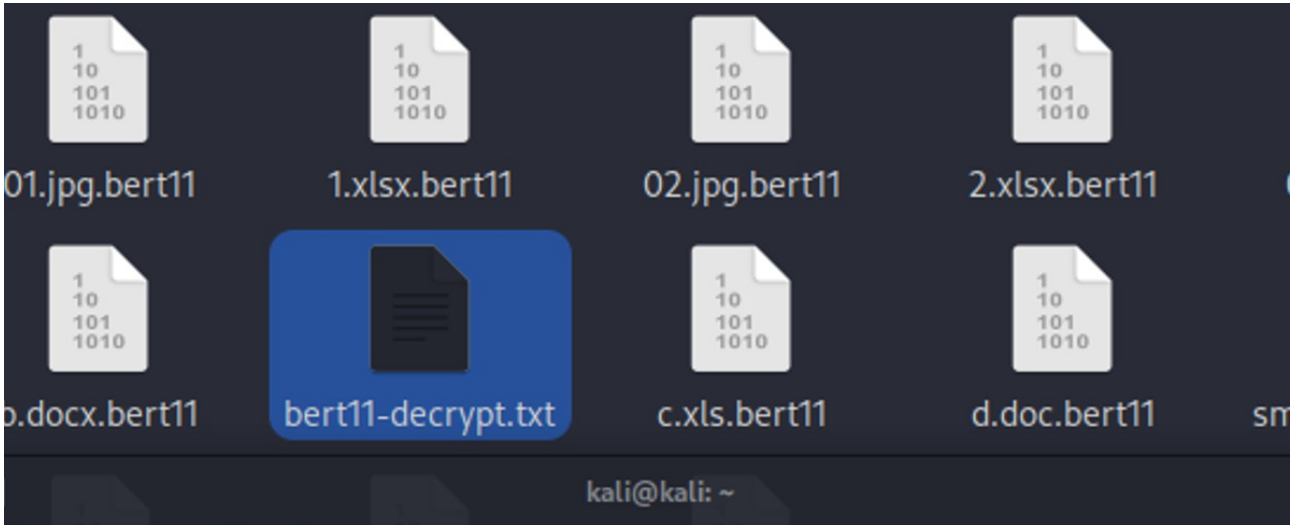 01.jpg.bert11 1.xlsx.bert11 02.jpg.bert11 2.xlsx.bert11
.docx.bert11 bert11-decrypt.txt c.xls.bert11 d.doc.bert11 sm
kali@kali: ~